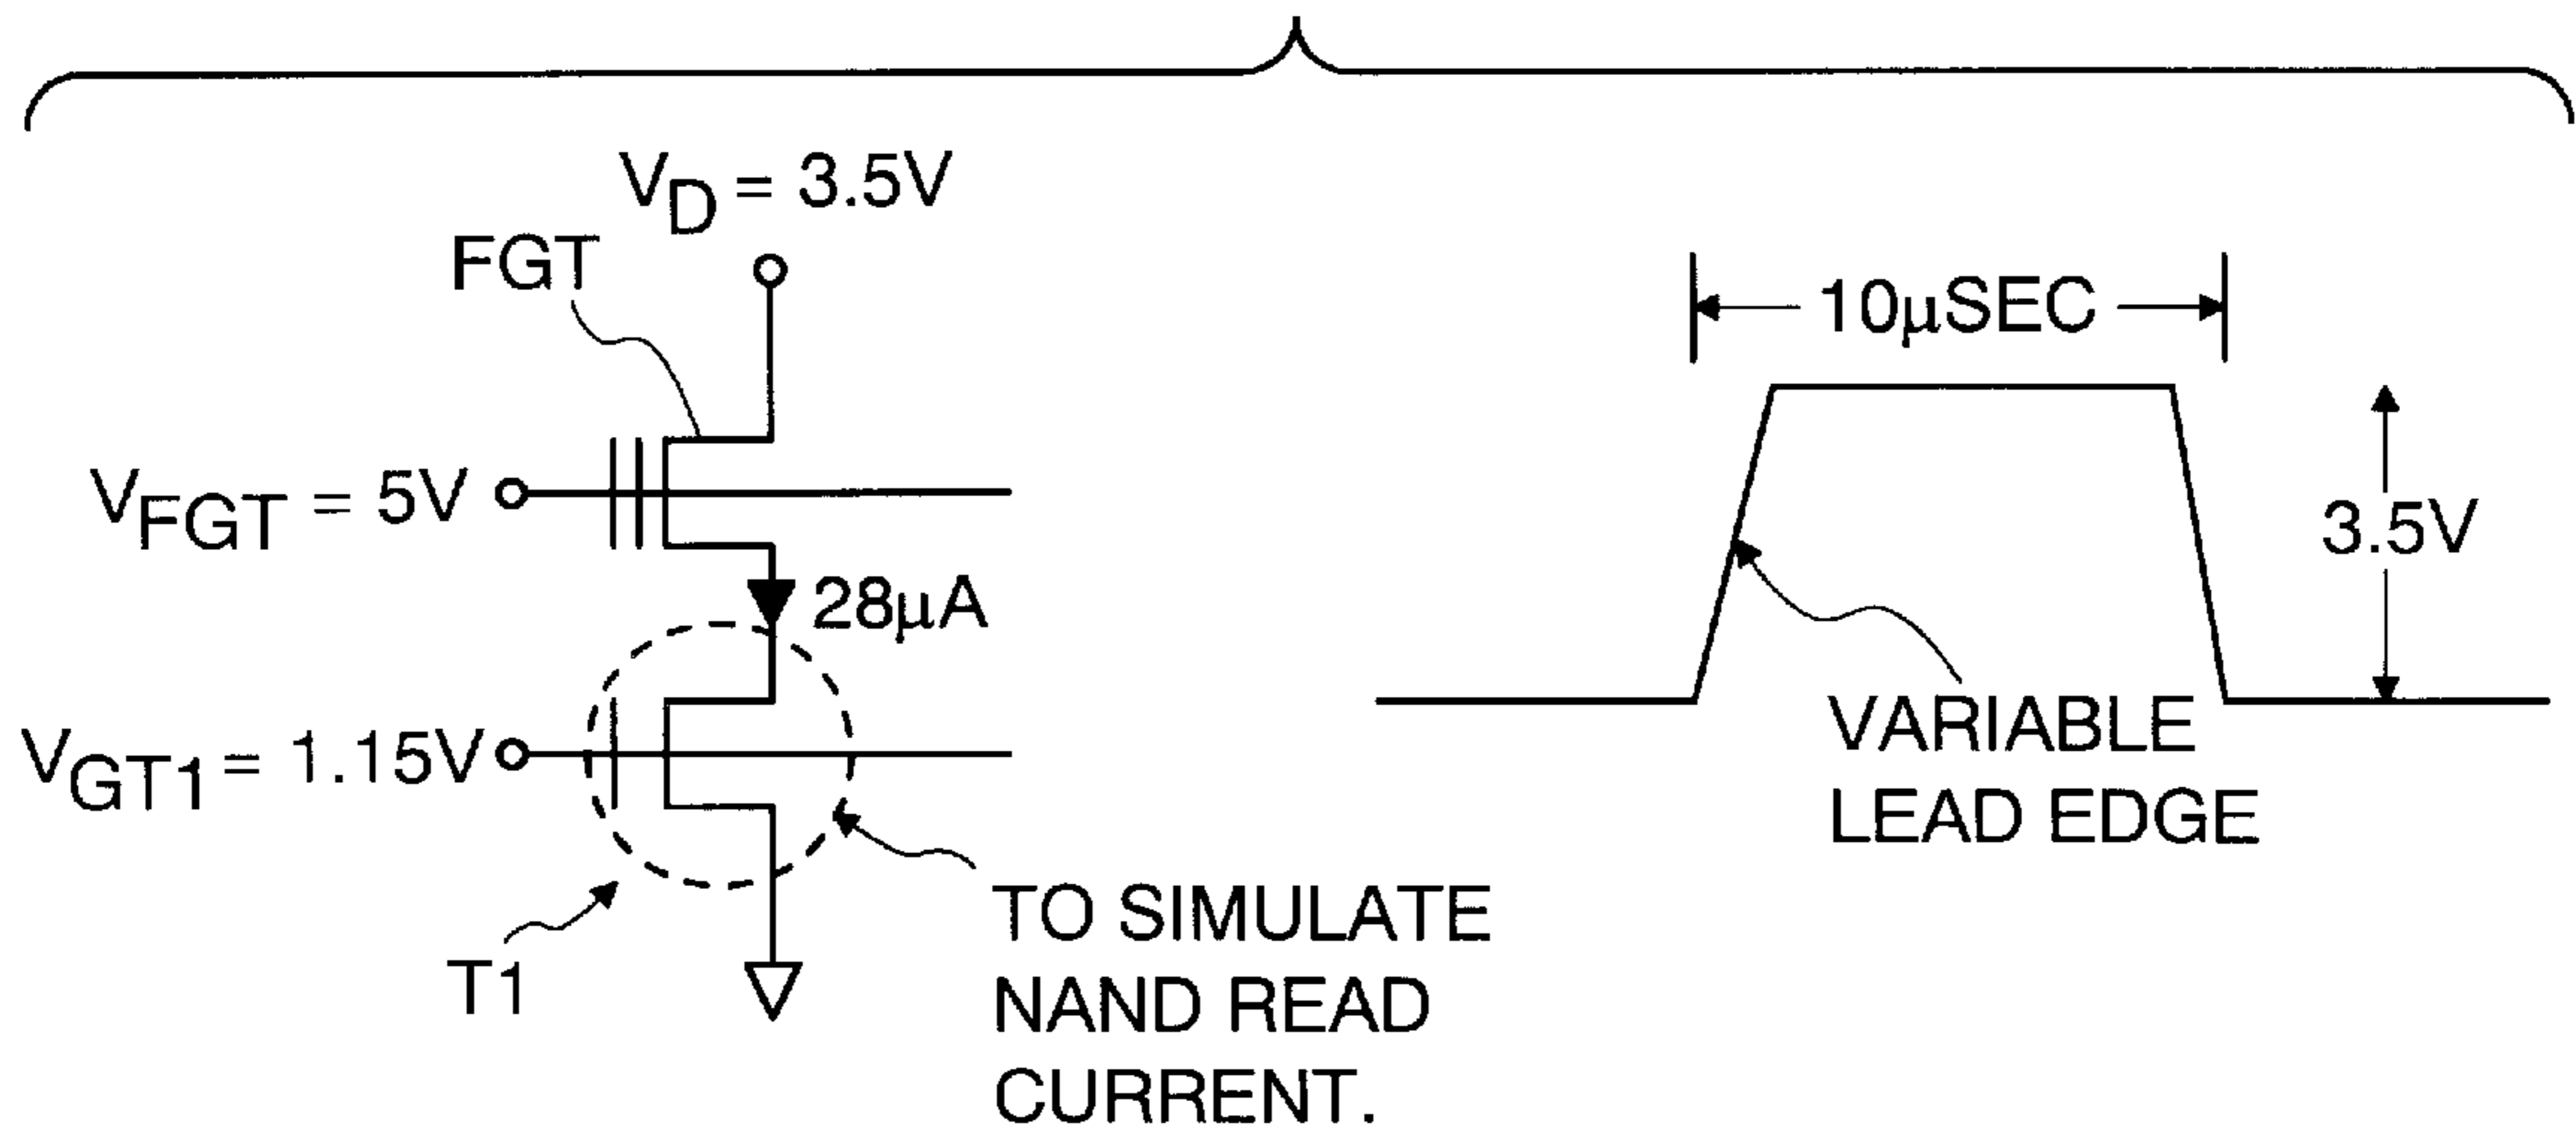 VD = 3.5V
FGT
VFGT = 5V
28μA
VGT1 = 1.15V
T1
TO SIMULATE
NAND READ
CURRENT.
10μSEC
3.5V
VARIABLE
LEAD EDGE